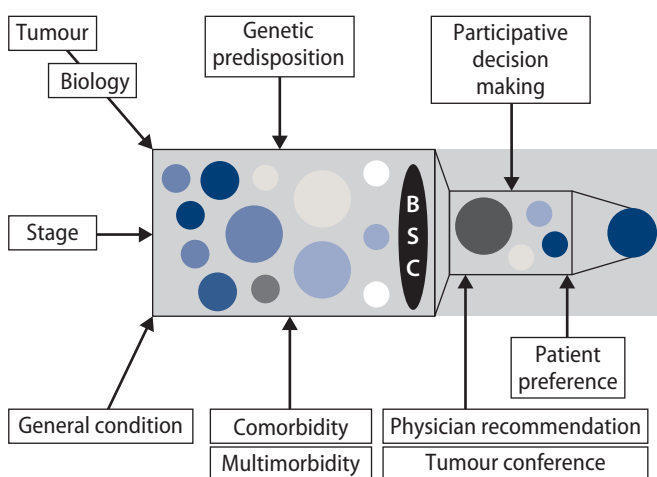 Tumour
Biology
Genetic
predisposition
Participative
decision
making
Stage
B
S
C
General condition
Comorbidity
Multimorbidity
Physician recommendation
Tumour conference
Patient
preference